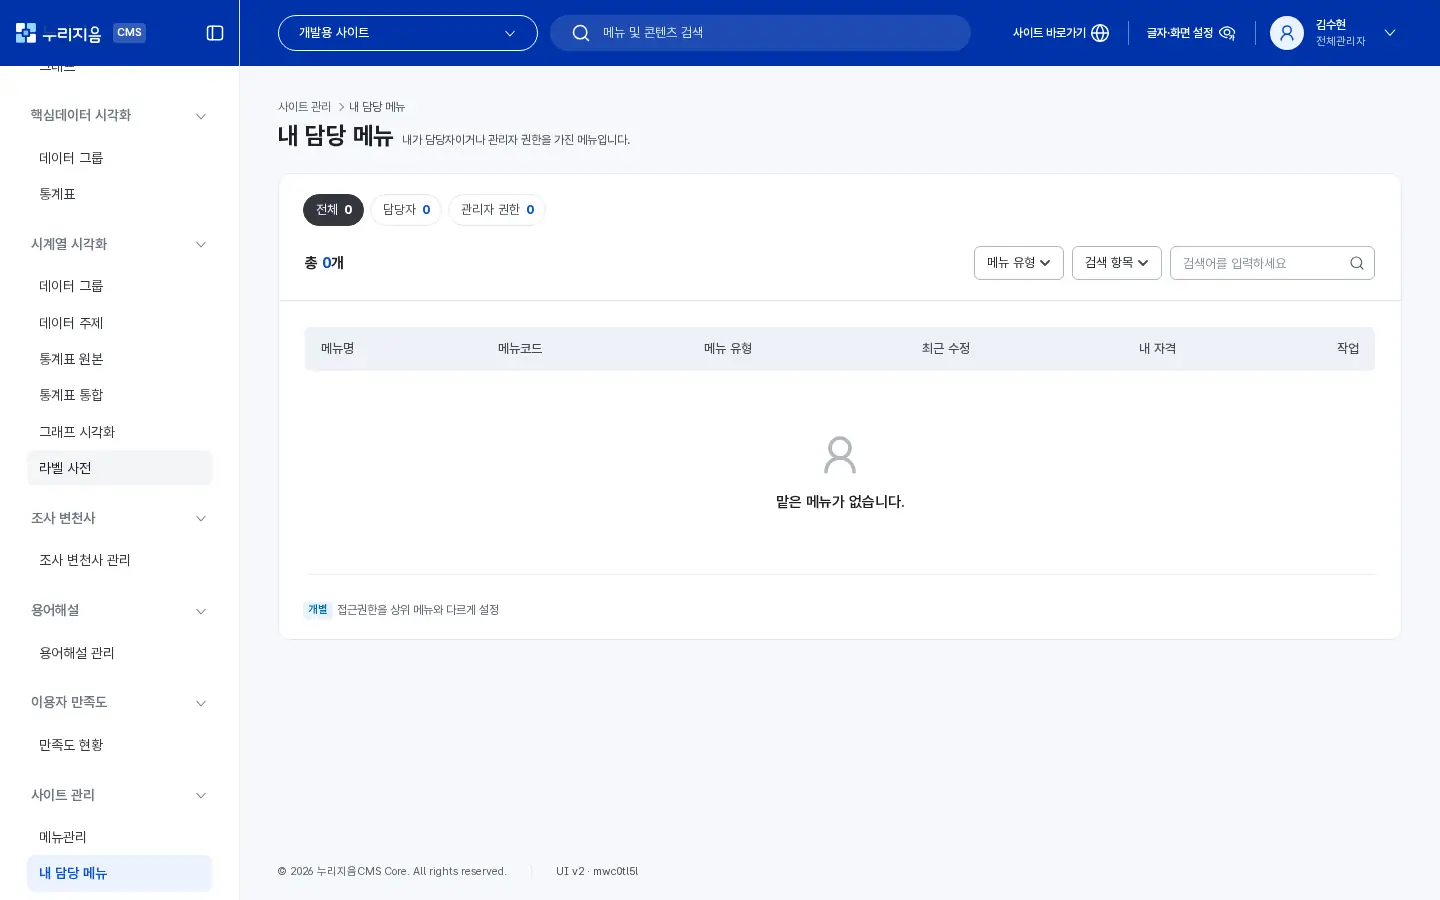 누리지음 CMS
개발용 사이트
메뉴 및 콘텐츠 검색
사이트 바로가기
글자·화면 설정
김수현
전체관리자
그래프
핵심데이터 시각화
데이터 그룹
통계표
시계열 시각화
데이터 그룹
데이터 주제
통계표 원본
통계표 통합
그래프 시각화
라벨 사전
조사 변천사
조사 변천사 관리
용어해설
용어해설 관리
이용자 만족도
만족도 현황
사이트 관리
메뉴관리
내 담당 메뉴
사이트 관리 > 내 담당 메뉴
내 담당 메뉴 내가 담당자이거나 관리자 권한을 가진 메뉴입니다.
전체 0 담당자 0 관리자 권한 0
총 0개
메뉴 유형 검색 항목 검색어를 입력하세요
메뉴명 메뉴코드 메뉴 유형 최근 수정 내 자격 작업
맡은 메뉴가 없습니다.
개별 접근권한을 상위 메뉴와 다르게 설정
© 2026 누리지음CMS Core. All rights reserved. UI v2 · mwc0tl5l